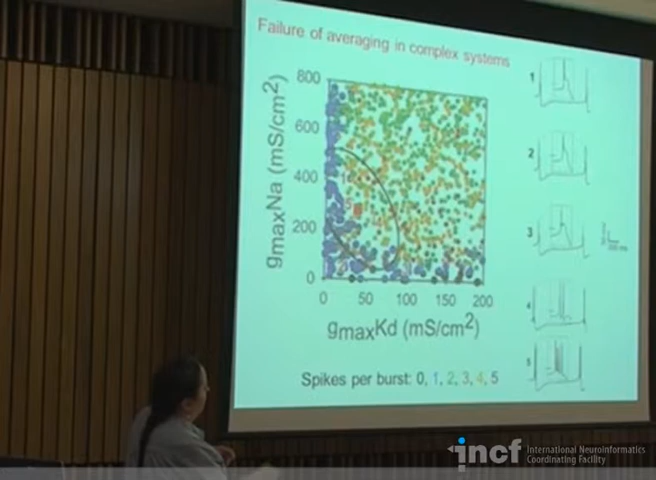 Failure of averaging in complex systems
800
600
400
200
0
gmaxNa (mS/cm2)
0 50 100 150 200
gmaxKd (mS/cm2)
Spikes per burst: 0, 1, 2, 3, 4, 5
1
2
3
4
5
incf International Neuroinformatics
Coordinating Facility